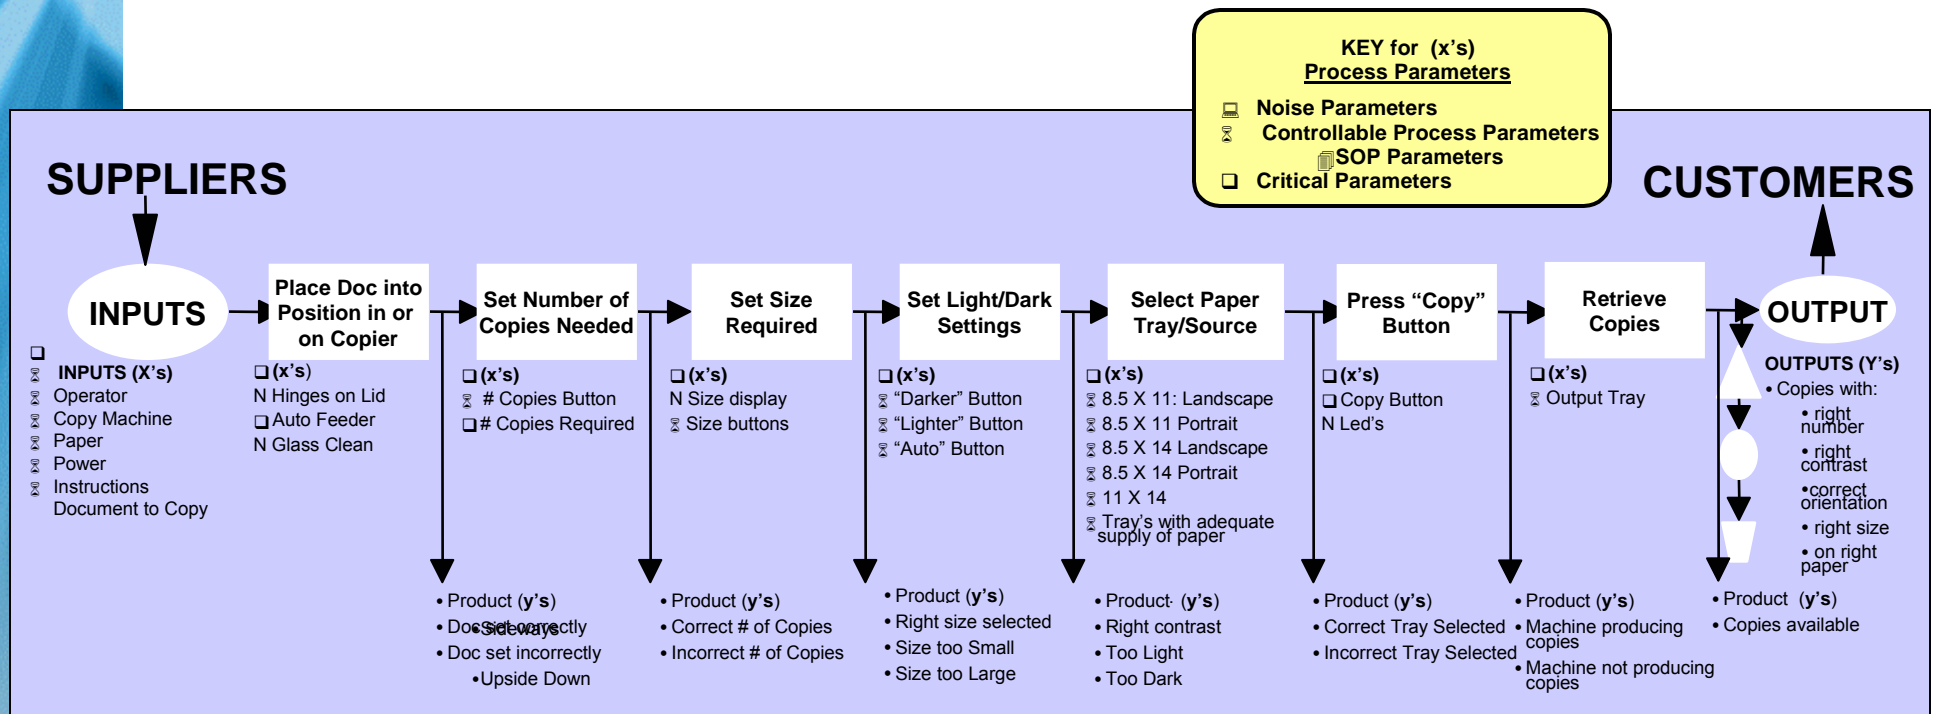 KEY for (x's)
Process Parameters
Noise Parameters
Controllable Process Parameters
SOP Parameters
Critical Parameters
SUPPLIERS
CUSTOMERS
INPUTS
Place Doc into
Position in or
on Copier
Set Number of
Copies Needed
Set Size
Required
Set Light/Dark
Settings
Select Paper
Tray/Source
Press “Copy”
Button
Retrieve
Copies
OUTPUT
INPUTS (X's)
Operator
Copy Machine
Paper
Power
Instructions
Document to Copy
(x's)
N Hinges on Lid
Auto Feeder
N Glass Clean
(x's)
# Copies Button
# Copies Required
(x's)
N Size display
Size buttons
(x's)
“Darker” Button
“Lighter” Button
“Auto” Button
(x's)
8.5 X 11: Landscape
8.5 X 11 Portrait
8.5 X 14 Landscape
8.5 X 14 Portrait
11 X 14
Tray's with adequate
supply of paper
(x's)
Copy Button
N Led's
(x's)
Output Tray
OUTPUTS (Y's)
• Copies with:
• right
number
• right
contrast
•correct
orientation
• right size
• on right
paper
• Product (y's)
• Doc set correctly
•Sideways
• Doc set incorrectly
•Upside Down
• Product (y's)
• Correct # of Copies
• Incorrect # of Copies
• Product (y's)
• Right size selected
• Size too Small
• Size too Large
• Product (y's)
• Right contrast
• Too Light
• Too Dark
• Product (y's)
• Correct Tray Selected
• Incorrect Tray Selected
• Product (y's)
• Machine producing
copies
• Machine not producing
copies
• Product (y's)
• Copies available